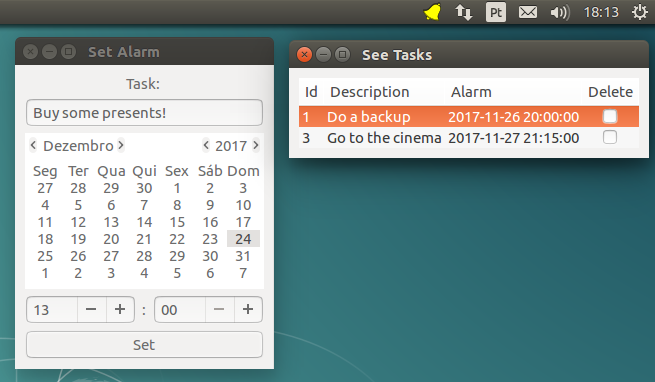 Pt 18:13
Set Alarm
Task:
Buy some presents!
Dezembro 2017
Seg Ter Qua Qui Sex Sáb Dom
27 28 29 30 1 2 3
4 5 6 7 8 9 10
11 12 13 14 15 16 17
18 19 20 21 22 23 24
25 26 27 28 29 30 31
1 2 3 4 5 6 7
13 − + : 00 − +
Set
See Tasks
Id Description Alarm Delete
1 Do a backup 2017-11-26 20:00:00
3 Go to the cinema 2017-11-27 21:15:00